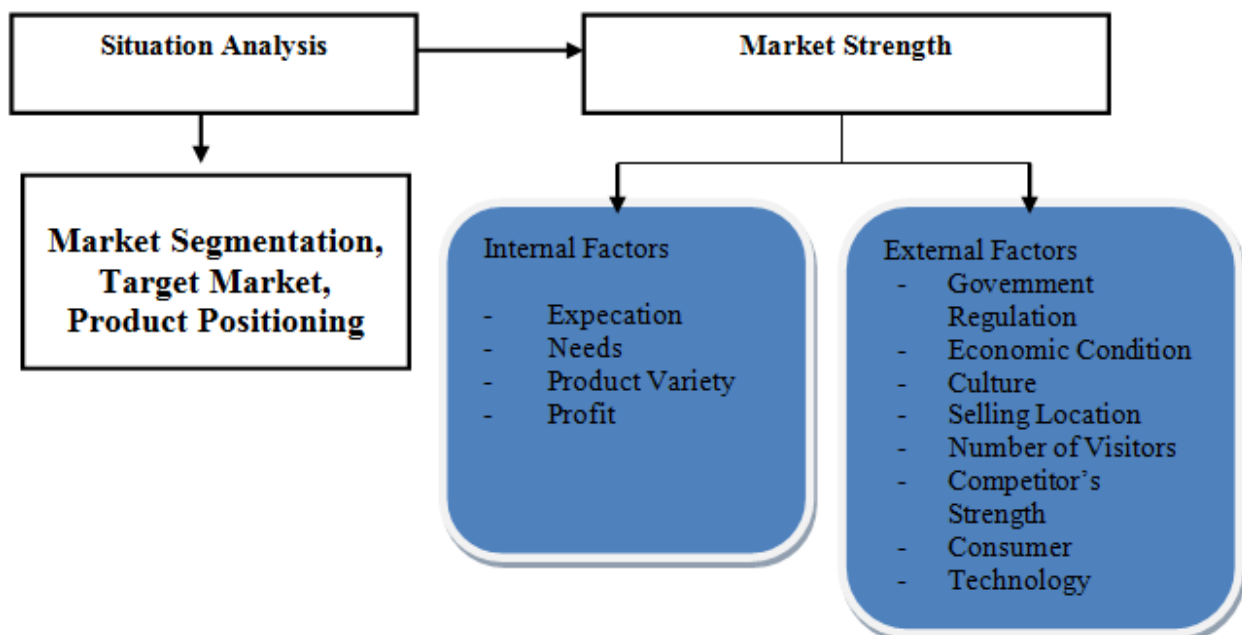 Situation Analysis
Market Strength
Market Segmentation,
Target Market,
Product Positioning
Internal Factors
- Expecation
- Needs
- Product Variety
- Profit
External Factors
- Government
Regulation
- Economic Condition
- Culture
- Selling Location
- Number of Visitors
- Competitor’s
Strength
- Consumer
- Technology